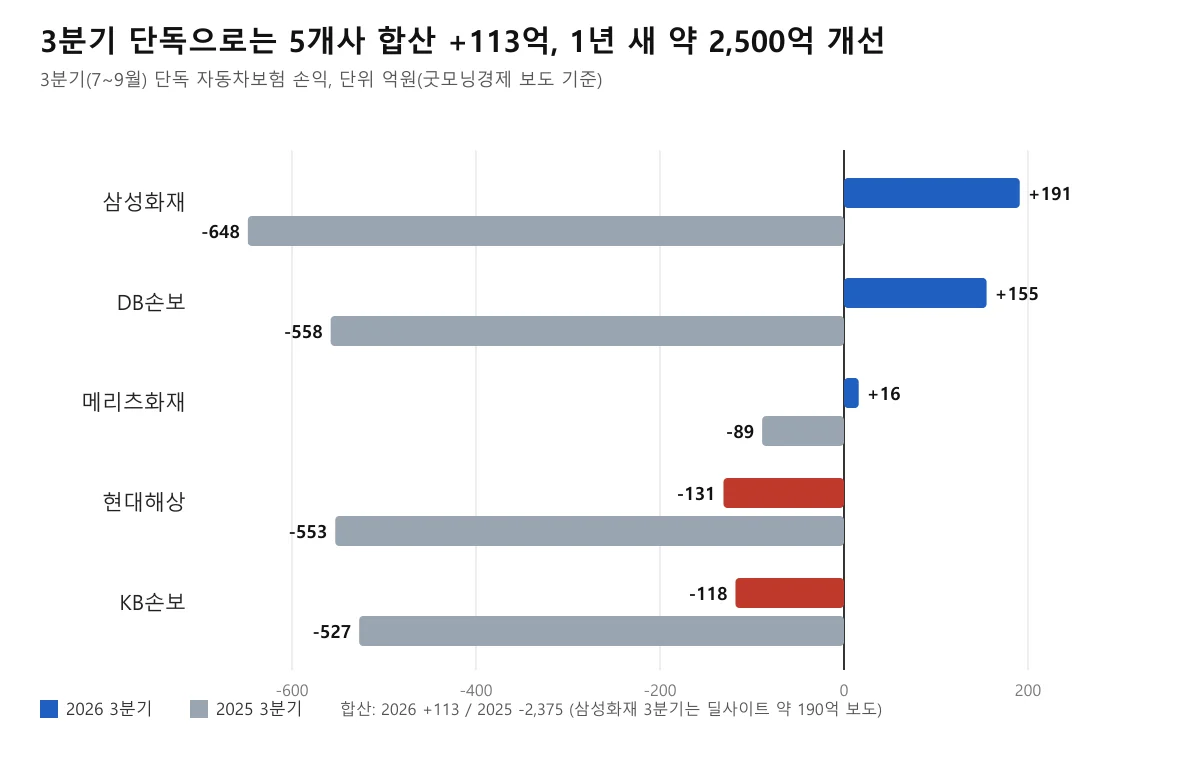 3분기 단독으로는 5개사 합산 +113억, 1년 새 약 2,500억 개선
3분기(7~9월) 단독 자동차보험 손익, 단위 억원(굿모닝경제 보도 기준)
삼성화재
+191
-648
DB손보
+155
-558
메리츠화재
+16
-89
현대해상
-131
-553
KB손보
-118
-527
-600 -400 -200 0 200
2026 3분기 2025 3분기 합산: 2026 +113 / 2025 -2,375 (삼성화재 3분기는 딜사이트 약 190억 보도)